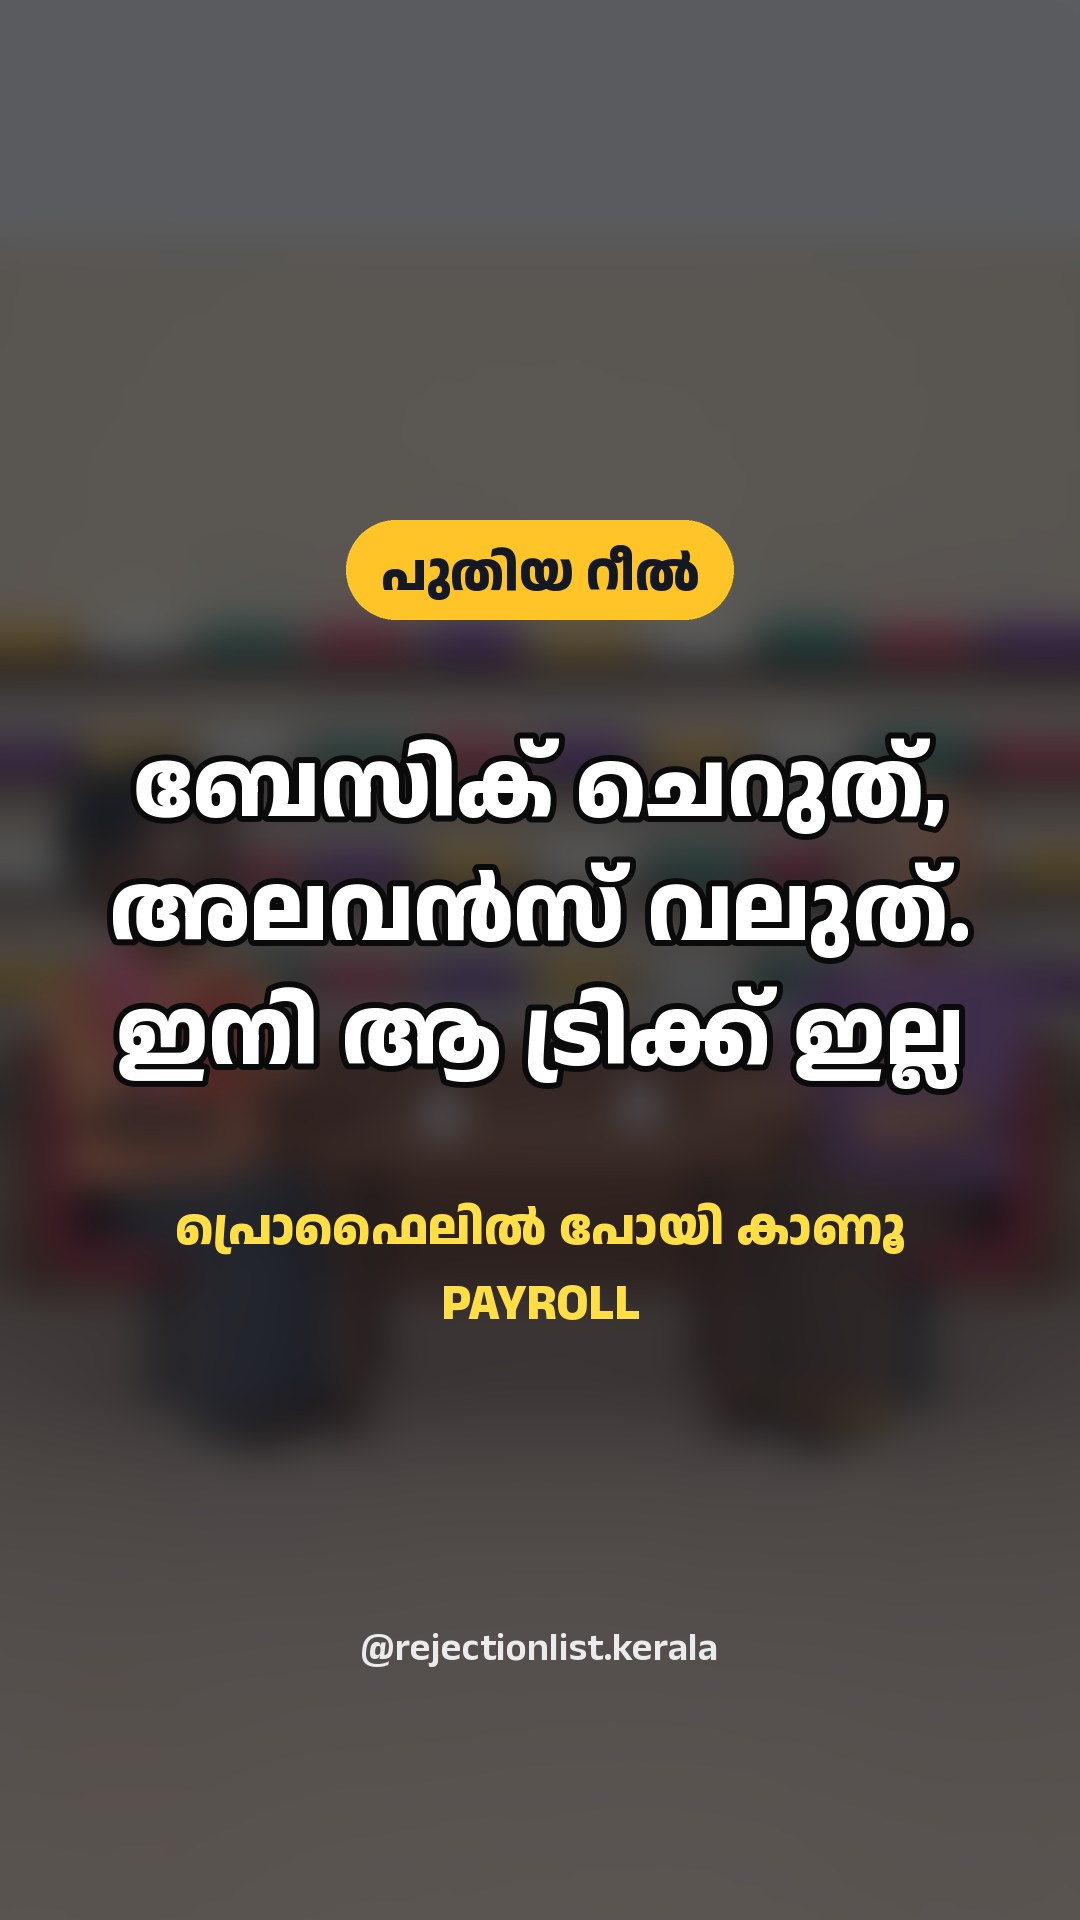 പുതിയ റീൽ
ബേസിക് ചെറുത്,
അലവൻസ് വലുത്.
ഇനി ആ ട്രിക്ക് ഇല്ല
പ്രൊഫൈലിൽ പോയി കാണൂ
PAYROLL
@rejectionlist.kerala